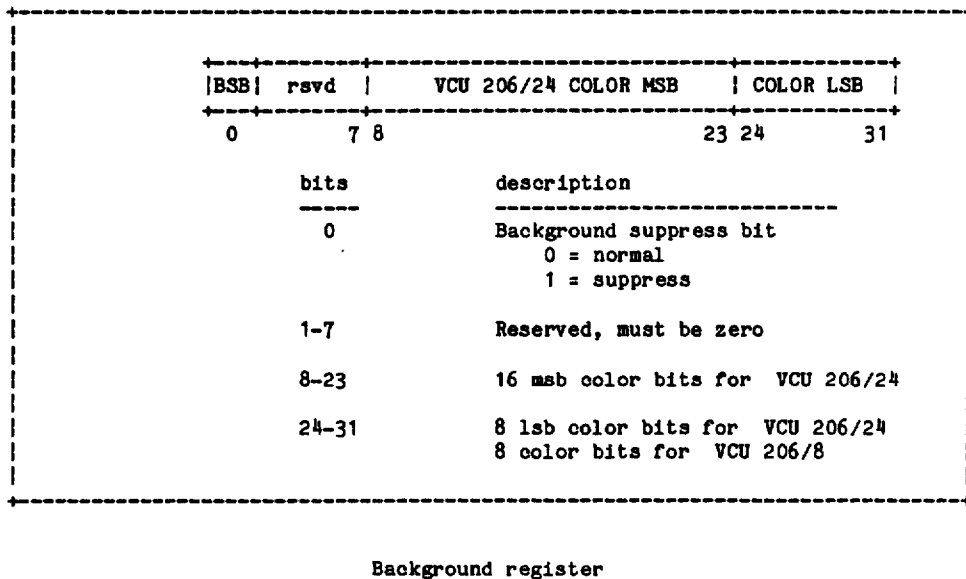 |BSB| rsvd | VCU 206/24 COLOR MSB | COLOR LSB |
0 7 8 23 24 31
bits description
0 Background suppress bit
0 = normal
1 = suppress
1-7 Reserved, must be zero
8-23 16 msb color bits for VCU 206/24
24-31 8 lsb color bits for VCU 206/24
8 color bits for VCU 206/8
Background register